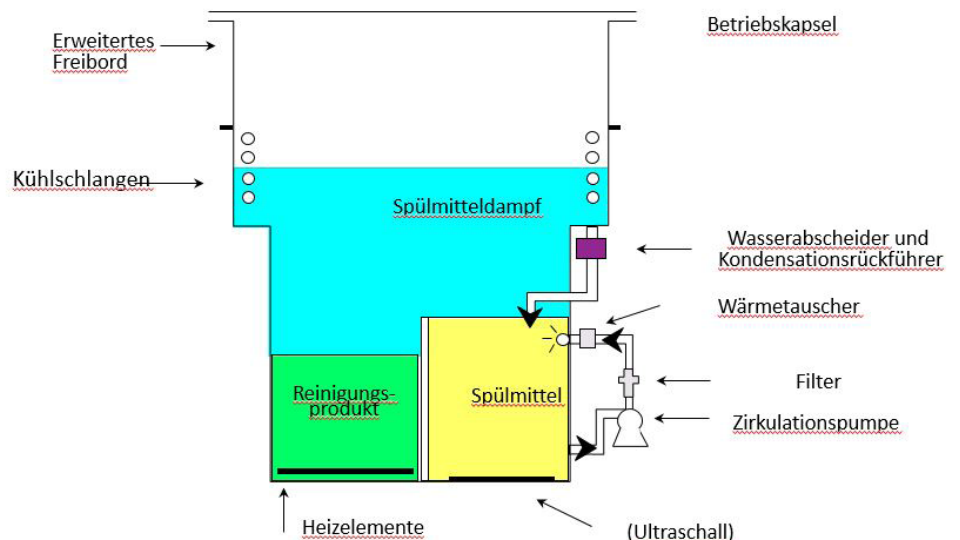 Betriebskapsel
Erweitertes
Freibord
Kühlschlangen
Spülmitteldampf
Wasserabscheider und
Kondensationsrückführer
Wärmetauscher
Reinigungs-
produkt
Spülmittel
Filter
Zirkulationspumpe
Heizelemente
(Ultraschall)